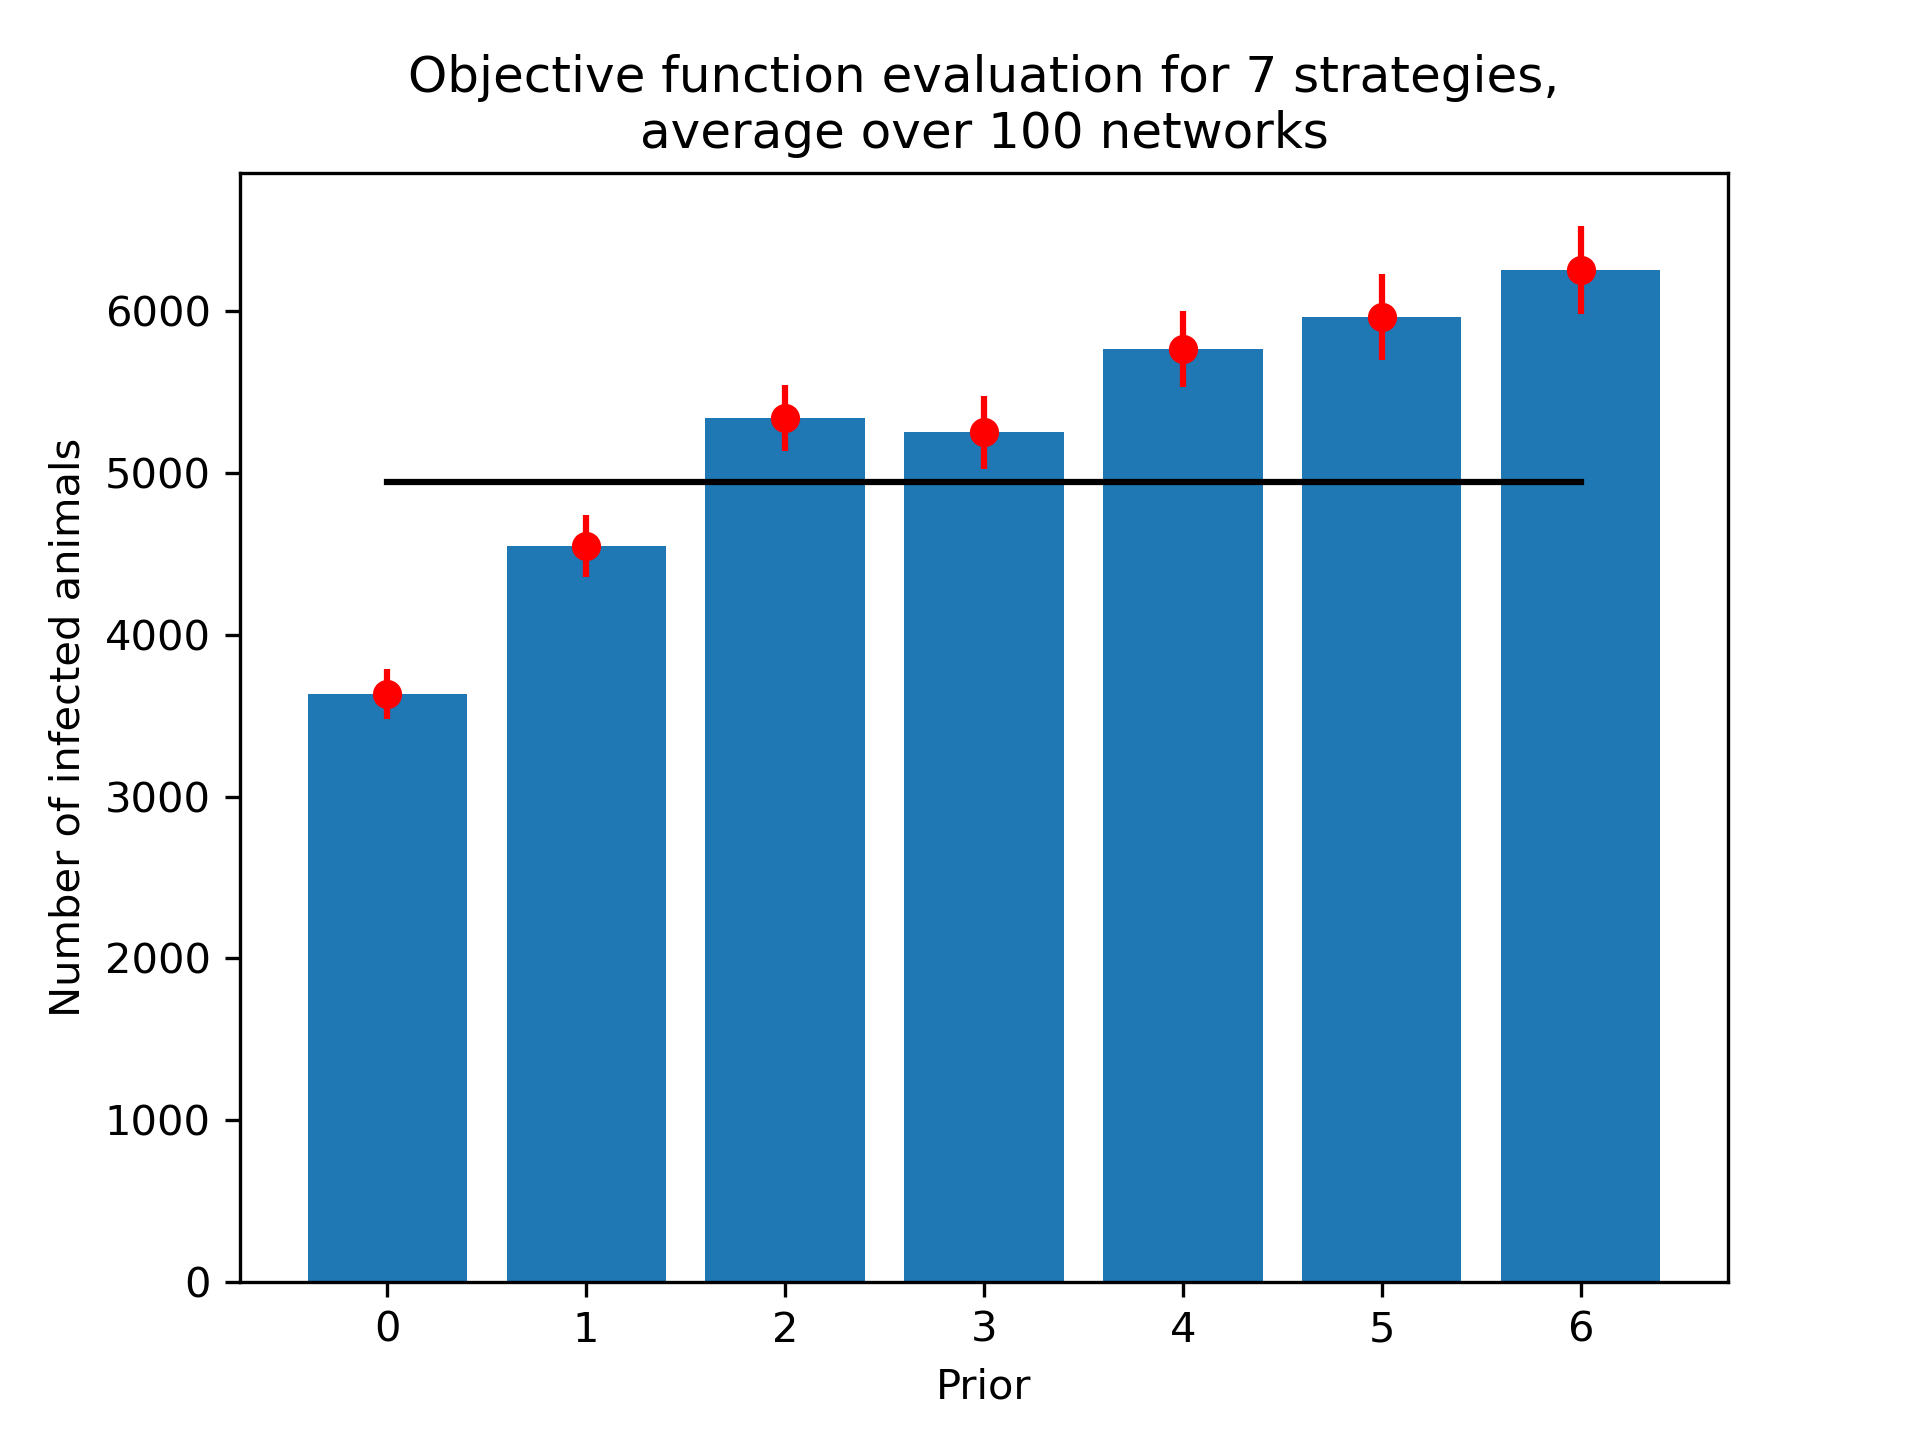 Objective function evaluation for 7 strategies,
average over 100 networks
Number of infected animals
6000
5000
4000
3000
2000
1000
0
0 1 2 3 4 5 6
Prior